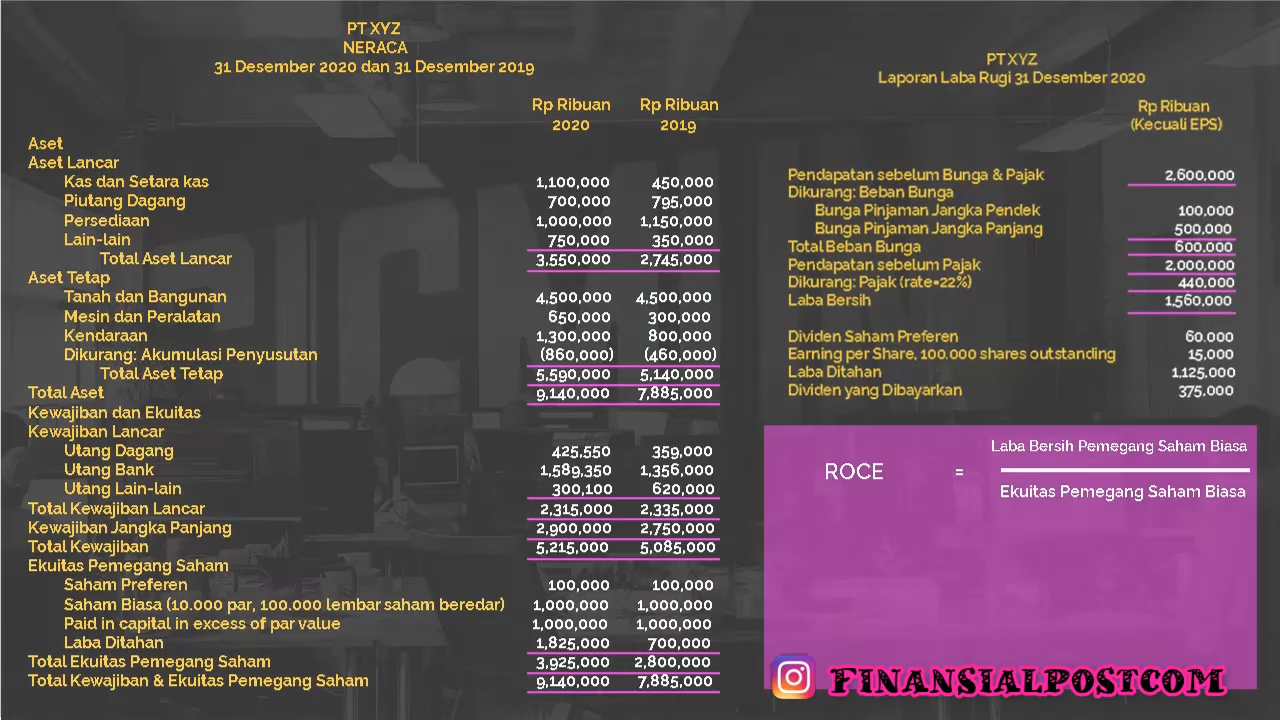 PT XYZ
NERACA
31 Desember 2020 dan 31 Desember 2019
Rp Ribuan Rp Ribuan
2020 2019
Aset
Aset Lancar
Kas dan Setara kas 1,100,000 450,000
Piutang Dagang 700,000 795,000
Persediaan 1,000,000 1,150,000
Lain-lain 750,000 350,000
Total Aset Lancar 3,550,000 2,745,000
Aset Tetap
Tanah dan Bangunan 4,500,000 4,500,000
Mesin dan Peralatan 650,000 300,000
Kendaraan 1,300,000 800,000
Dikurang: Akumulasi Penyusutan (860,000) (460,000)
Total Aset Tetap 5,590,000 5,140,000
Total Aset 9,140,000 7,885,000
Kewajiban dan Ekuitas
Kewajiban Lancar
Utang Dagang 425,550 359,000
Utang Bank 1,589,350 1,356,000
Utang Lain-lain 300,100 620,000
Total Kewajiban Lancar 2,315,000 2,335,000
Kewajiban Jangka Panjang 2,900,000 2,750,000
Total Kewajiban 5,215,000 5,085,000
Ekuitas Pemegang Saham
Saham Preferen 100,000 100,000
Saham Biasa (10.000 par, 100.000 lembar saham beredar) 1,000,000 1,000,000
Paid in capital in excess of par value 1,000,000 1,000,000
Laba Ditahan 1,825,000 700,000
Total Ekuitas Pemegang Saham 3,925,000 2,800,000
Total Kewajiban & Ekuitas Pemegang Saham 9,140,000 7,885,000
PT XYZ
Laporan Laba Rugi 31 Desember 2020
Rp Ribuan
(Kecuali EPS)
Pendapatan sebelum Bunga & Pajak 2,600,000
Dikurang: Beban Bunga
Bunga Pinjaman Jangka Pendek 100,000
Bunga Pinjaman Jangka Panjang 500,000
Total Beban Bunga 600,000
Pendapatan sebelum Pajak 2,000,000
Dikurang: Pajak (rate=22%) 440,000
Laba Bersih 1,560,000
Dividen Saham Preferen 60.000
Earning per Share, 100.000 shares outstanding 15,000
Laba Ditahan 1,125,000
Dividen yang Dibayarkan 375,000
Laba Bersih Pemegang Saham Biasa
ROCE =
Ekuitas Pemegang Saham Biasa
FINANSIALPOSTCOM